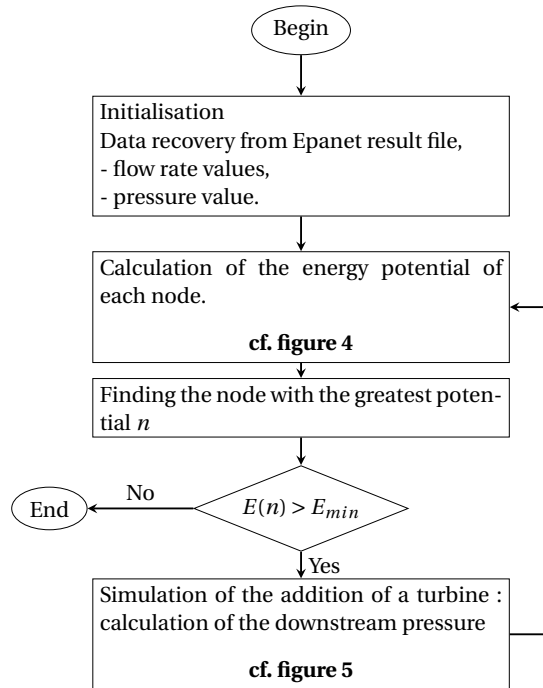 Begin
Initialisation
Data recovery from Epanet result file,
- flow rate values,
- pressure value.
Calculation of the energy potential of
each node.
cf. figure 4
Finding the node with the greatest poten-
tial n
E(n) > E_min
No
End
Yes
Simulation of the addition of a turbine :
calculation of the downstream pressure
cf. figure 5